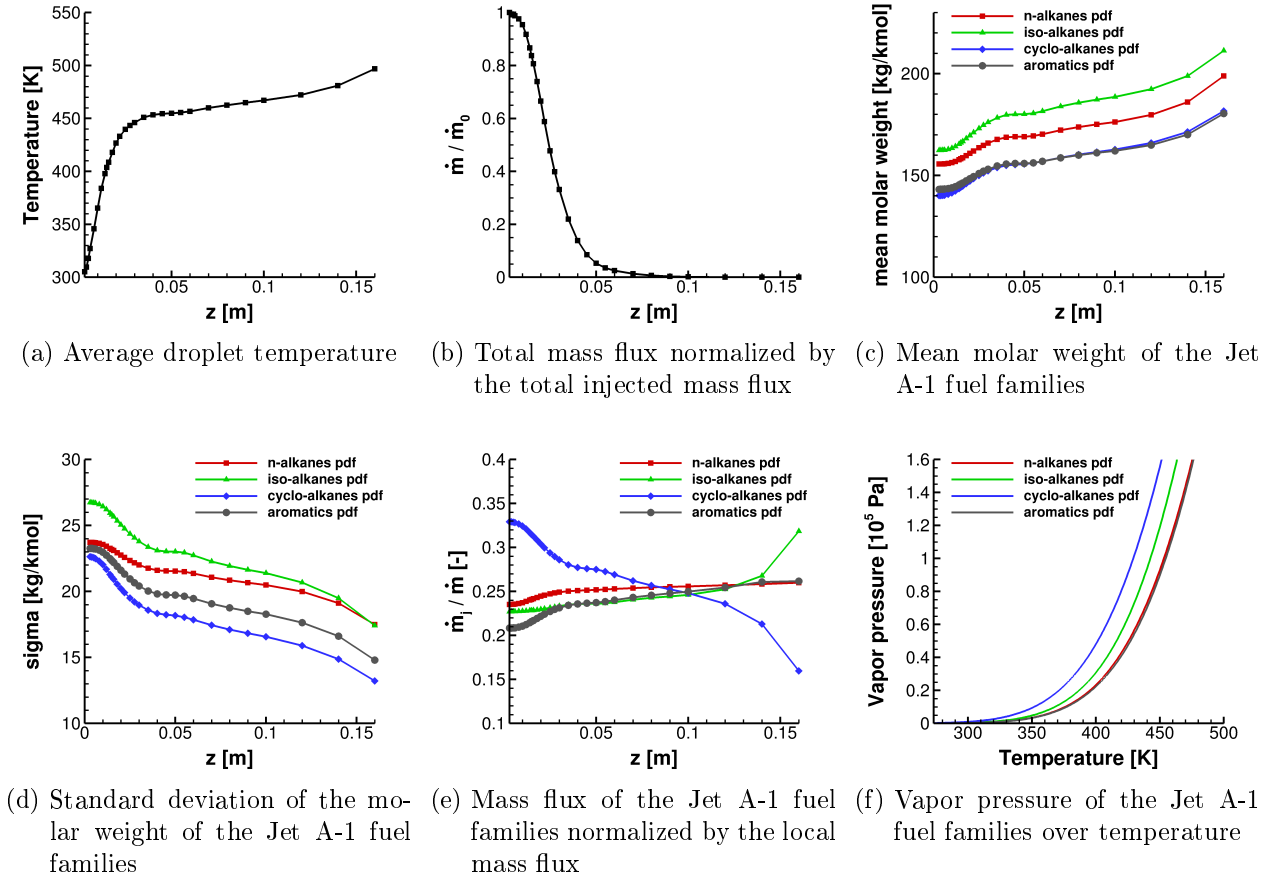 550
500
450
400
350
300
0.05
0.1
0.15
Temperature [K]
z [m]
(a) Average droplet temperature
1
0.8
0.6
0.4
0.2
0
0.05
0.1
0.15
ṁ / ṁ0
z [m]
(b) Total mass flux normalized by
the total injected mass flux
n-alkanes pdf
iso-alkanes pdf
cyclo-alkanes pdf
aromatics pdf
200
150
100
0
0.05
0.1
0.15
mean molar weight [kg/kmol]
z [m]
(c) Mean molar weight of the Jet
A-1 fuel families
n-alkanes pdf
iso-alkanes pdf
cyclo-alkanes pdf
aromatics pdf
30
25
20
15
10
0
0.05
0.1
0.15
sigma [kg/kmol]
z [m]
(d) Standard deviation of the mo-
lar weight of the Jet A-1 fuel
families
n-alkanes pdf
iso-alkanes pdf
cyclo-alkanes pdf
aromatics pdf
0.4
0.3
0.2
0.1
0.05
0.1
0.15
ṁi / ṁ [-]
z [m]
(e) Mass flux of the Jet A-1 fuel
families normalized by the local
mass flux
n-alkanes pdf
iso-alkanes pdf
cyclo-alkanes pdf
aromatics pdf
1.6
1.4
1.2
1
0.8
0.6
0.4
0.2
0
300
350
400
450
500
Vapor pressure [10⁵ Pa]
Temperature [K]
(f) Vapor pressure of the Jet A-1
fuel families over temperature